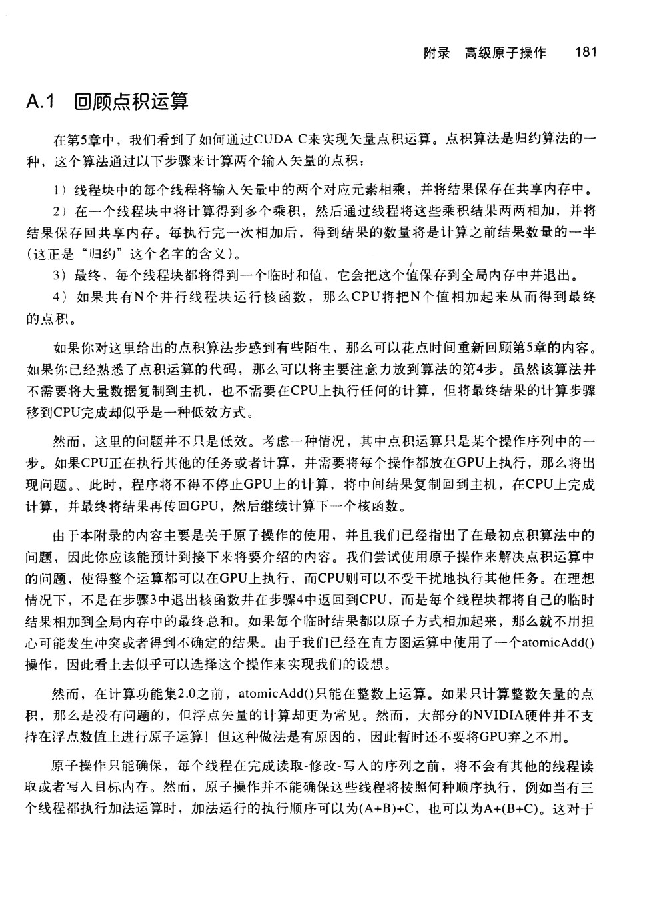 附录 高级原子操作 181
A.1 回顾点积运算
在第5章中，我们看到了如何通过CUDA C来实现矢量点积运算。点积算法是归约算法的一
种，这个算法通过以下步骤来计算两个输入矢量的点积：
1）线程块中的每个线程将输入矢量中的两个对应元素相乘，并将结果保存在共享内存中。
2）在一个线程块中将计算得到多个乘积，然后通过线程将这些乘积结果两两相加，并将
结果保存回共享内存。每执行完一次相加后，得到结果的数量将是计算之前结果数量的一半
（这正是“归约”这个名字的含义）。
3）最终，每个线程块都将得到一个临时和值，它会把这个值保存到全局内存中并退出。
4）如果共有N个并行线程块运行核函数，那么CPU将把N个值相加起来从而得到最终
的点积。
如果你对这里给出的点积算法步感到有些陌生，那么可以花点时间重新回顾第5章的内容。
如果你已经熟悉了点积运算的代码，那么可以将主要注意力放到算法的第4步。虽然该算法并
不需要将大量数据复制到主机，也不需要在CPU上执行任何的计算，但将最终结果的计算步骤
移到CPU完成却似乎是一种低效方式。
然而，这里的问题并不只是低效。考虑一种情况，其中点积运算只是某个操作序列中的一
步。如果CPU正在执行其他的任务或者计算，并需要将每个操作都放在GPU上执行，那么将出
现问题。、此时，程序将不得不停止GPU上的计算，将中间结果复制回到主机，在CPU上完成
计算，并最终将结果再传回GPU，然后继续计算下一个核函数。
由于本附录的内容主要是关于原子操作的使用，并且我们已经指出了在最初点积算法中的
问题，因此你应该能预计到接下来将要介绍的内容。我们尝试使用原子操作来解决点积运算中
的问题，使得整个运算都可以在GPU上执行，而CPU则可以不受干扰地执行其他任务。在理想
情况下，不是在步骤3中退出核函数并在步骤4中返回到CPU，而是每个线程块都将自己的临时
结果相加到全局内存中的最终总和。如果每个临时结果都以原子方式相加起来，那么就不用担
心可能发生冲突或者得到不确定的结果。由于我们已经在直方图运算中使用了一个atomicAdd()
操作，因此看上去似乎可以选择这个操作来实现我们的设想。
然而，在计算功能集2.0之前，atomicAdd()只能在整数上运算。如果只计算整数矢量的点
积，那么是没有问题的，但浮点矢量的计算却更为常见。然而，大部分的NVIDIA硬件并不支
持在浮点数值上进行原子运算！但这种做法是有原因的，因此暂时还不要将GPU弃之不用。
原子操作只能确保，每个线程在完成读取-修改-写入的序列之前，将不会有其他的线程读
取或者写入目标内存。然而，原子操作并不能确保这些线程将按照何种顺序执行，例如当有三
个线程都执行加法运算时，加法运行的执行顺序可以为(A+B)+C，也可以为A+(B+C)。这对于